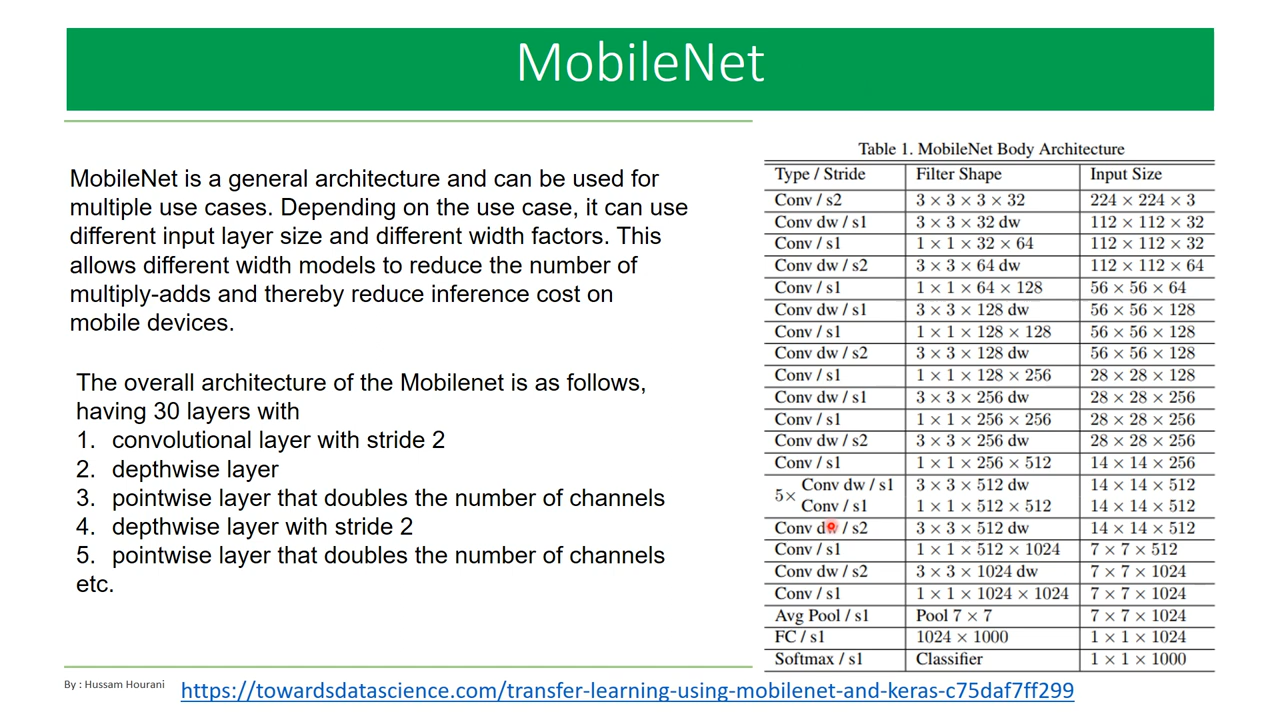 MobileNet
MobileNet is a general architecture and can be used for
multiple use cases. Depending on the use case, it can use
different input layer size and different width factors. This
allows different width models to reduce the number of
multiply-adds and thereby reduce inference cost on
mobile devices.
The overall architecture of the Mobilenet is as follows,
having 30 layers with
1. convolutional layer with stride 2
2. depthwise layer
3. pointwise layer that doubles the number of channels
4. depthwise layer with stride 2
5. pointwise layer that doubles the number of channels
etc.
Table 1. MobileNet Body Architecture
Type / Stride Filter Shape Input Size
Conv / s2 3 × 3 × 3 × 32 224 × 224 × 3
Conv dw / s1 3 × 3 × 32 dw 112 × 112 × 32
Conv / s1 1 × 1 × 32 × 64 112 × 112 × 32
Conv dw / s2 3 × 3 × 64 dw 112 × 112 × 64
Conv / s1 1 × 1 × 64 × 128 56 × 56 × 64
Conv dw / s1 3 × 3 × 128 dw 56 × 56 × 128
Conv / s1 1 × 1 × 128 × 128 56 × 56 × 128
Conv dw / s2 3 × 3 × 128 dw 56 × 56 × 128
Conv / s1 1 × 1 × 128 × 256 28 × 28 × 128
Conv dw / s1 3 × 3 × 256 dw 28 × 28 × 256
Conv / s1 1 × 1 × 256 × 256 28 × 28 × 256
Conv dw / s2 3 × 3 × 256 dw 28 × 28 × 256
Conv / s1 1 × 1 × 256 × 512 14 × 14 × 256
5× Conv dw / s1 3 × 3 × 512 dw 14 × 14 × 512
Conv / s1 1 × 1 × 512 × 512 14 × 14 × 512
Conv dw / s2 3 × 3 × 512 dw 14 × 14 × 512
Conv / s1 1 × 1 × 512 × 1024 7 × 7 × 512
Conv dw / s2 3 × 3 × 1024 dw 7 × 7 × 1024
Conv / s1 1 × 1 × 1024 × 1024 7 × 7 × 1024
Avg Pool / s1 Pool 7 × 7 7 × 7 × 1024
FC / s1 1024 × 1000 1 × 1 × 1024
Softmax / s1 Classifier 1 × 1 × 1000
By : Hussam Hourani
https://towardsdatascience.com/transfer-learning-using-mobilenet-and-keras-c75daf7ff299